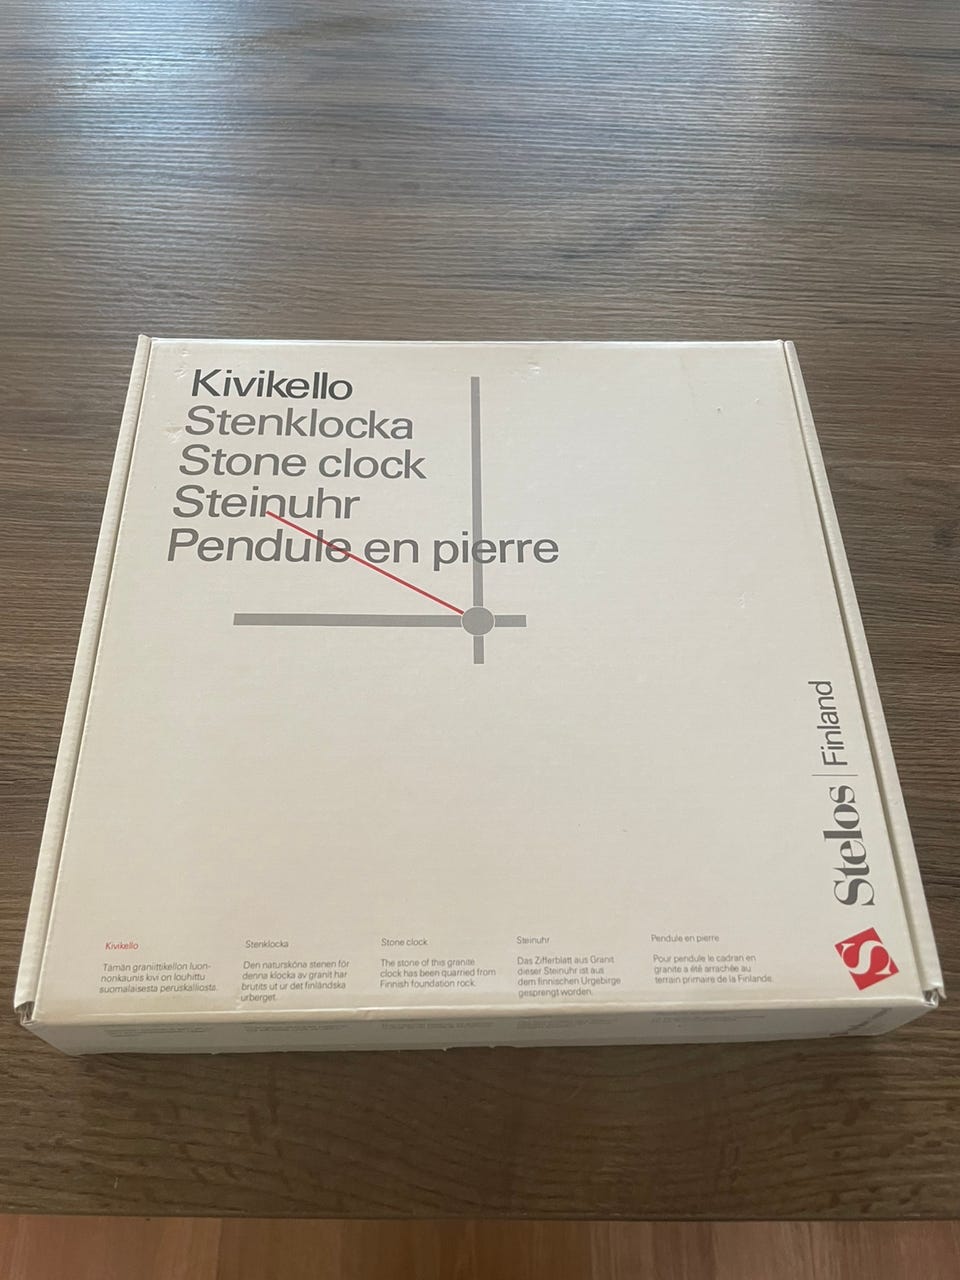 Kivikello
Stenklocka
Stone clock
Steinuhr
Pendule en pierre
Stelos | Finland
S
Kivikello
Tämän graniittikellon luon-
nonkaunis kivi on louhittu
suomalaisesta peruskalliosta.
Stenklocka
Den natursköna stenen för
denna klocka av granit har
brutits ut ur det finländska
urberget.
Stone clock
The stone of this granite
clock has been quarried from
Finnish foundation rock.
Steinuhr
Das Zifferblatt aus Granit
dieser Steinuhr ist aus
dem finnischen Urgebirge
gesprengt worden.
Pendule en pierre
Pour pendule le cadran en
granite a été arrachée au
terrain primaire de la Finlande.